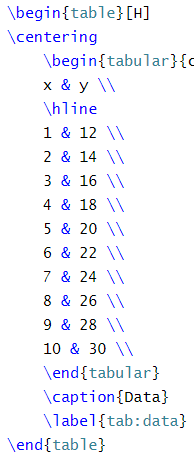 \begin{table}[H]
\centering
\begin{tabular}{c
x & y \\
\hline
1 & 12 \\
2 & 14 \\
3 & 16 \\
4 & 18 \\
5 & 20 \\
6 & 22 \\
7 & 24 \\
8 & 26 \\
9 & 28 \\
10 & 30 \\
\end{tabular}
\caption{Data}
\label{tab:data}
\end{table}